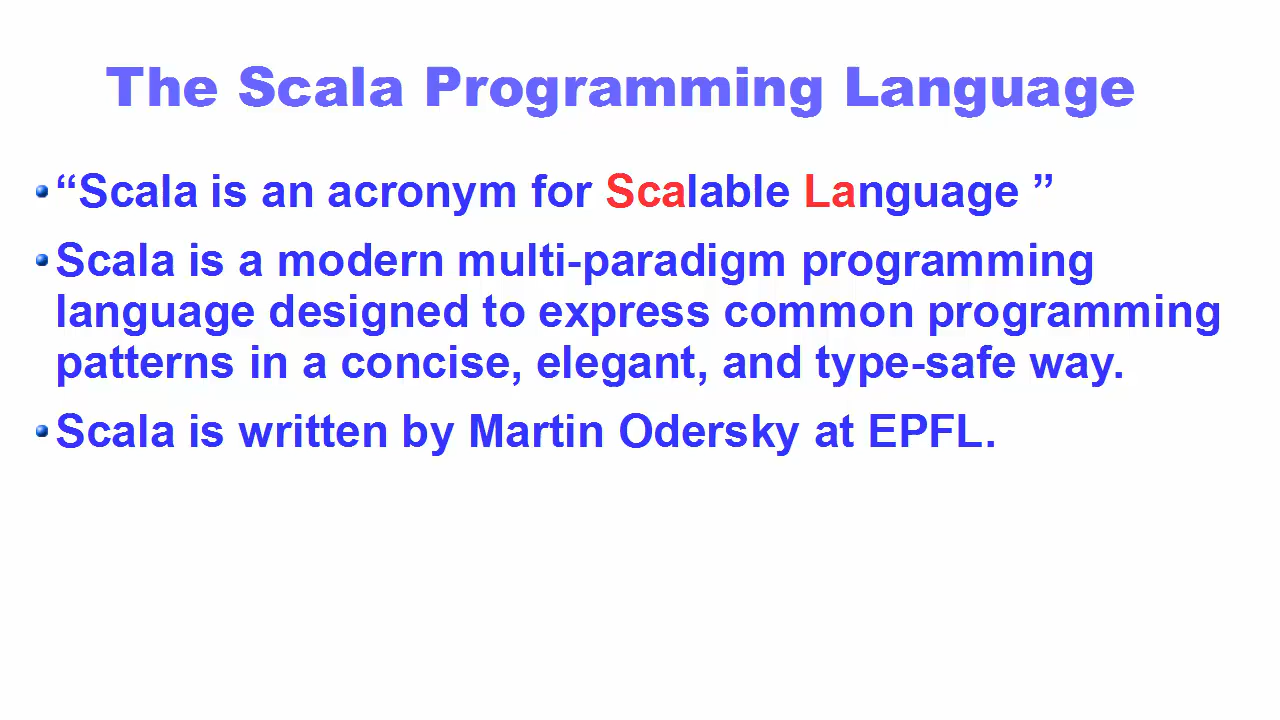 The Scala Programming Language
“Scala is an acronym for Scalable Language ”
Scala is a modern multi-paradigm programming
language designed to express common programming
patterns in a concise, elegant, and type-safe way.
Scala is written by Martin Odersky at EPFL.